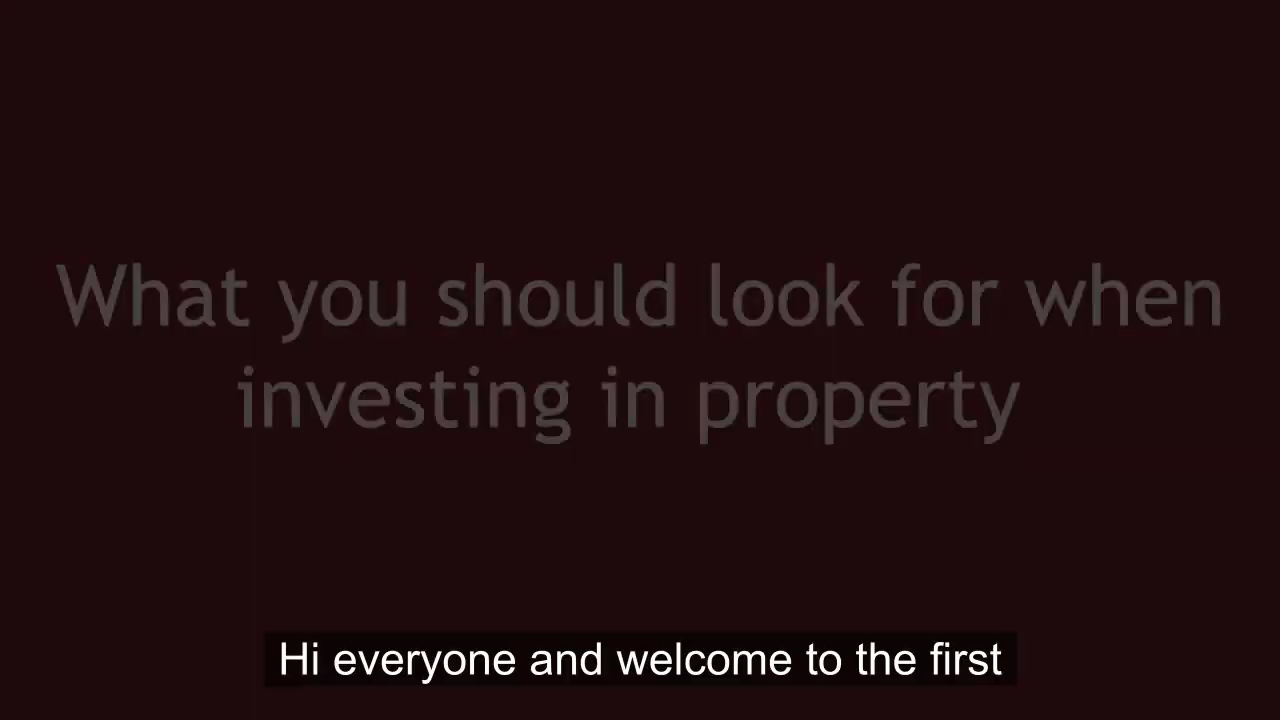 What you should look for when
investing in property
Hi everyone and welcome to the first